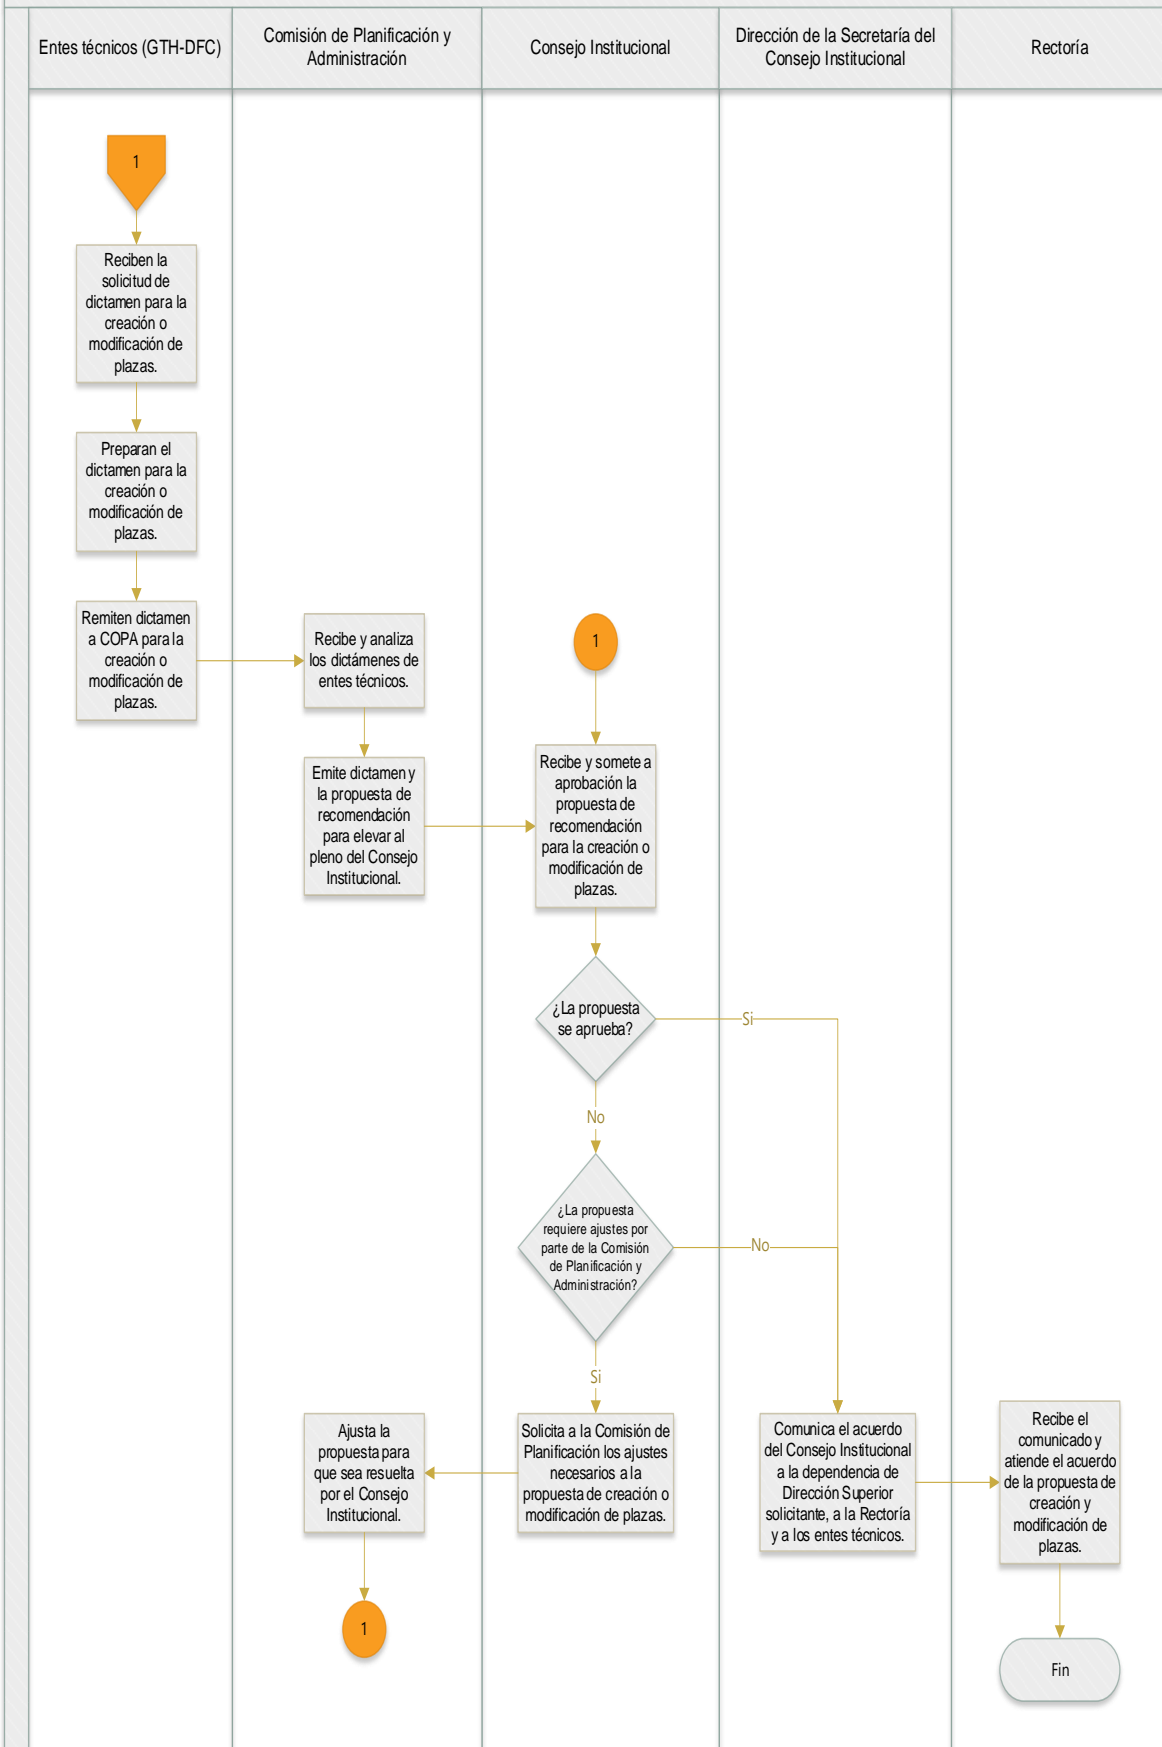 Entes técnicos (GTH-DFC)
Comisión de Planificación y
Administración
Consejo Institucional
Dirección de la Secretaría del
Consejo Institucional
Rectoría
1
Reciben la
solicitud de
dictamen para la
creación o
modificación de
plazas.
Preparan el
dictamen para la
creación o
modificación de
plazas.
Remiten dictamen
a COPA para la
creación o
modificación de
plazas.
Recibe y analiza
los dictámenes de
entes técnicos.
Emite dictamen y
la propuesta de
recomendación
para elevar al
pleno del Consejo
Institucional.
1
Recibe y somete a
aprobación la
propuesta de
recomendación
para la creación o
modificación de
plazas.
¿La propuesta
se aprueba?
Si
No
¿La propuesta
requiere ajustes por
parte de la Comisión
de Planificación y
Administración?
No
Si
Solicita a la Comisión de
Planificación los ajustes
necesarios a la
propuesta de creación o
modificación de plazas.
Ajusta la
propuesta para
que sea resuelta
por el Consejo
Institucional.
1
Comunica el acuerdo
del Consejo Institucional
a la dependencia de
Dirección Superior
solicitante, a la Rectoría
y a los entes técnicos.
Recibe el
comunicado y
atiende el acuerdo
de la propuesta de
creación y
modificación de
plazas.
Fin